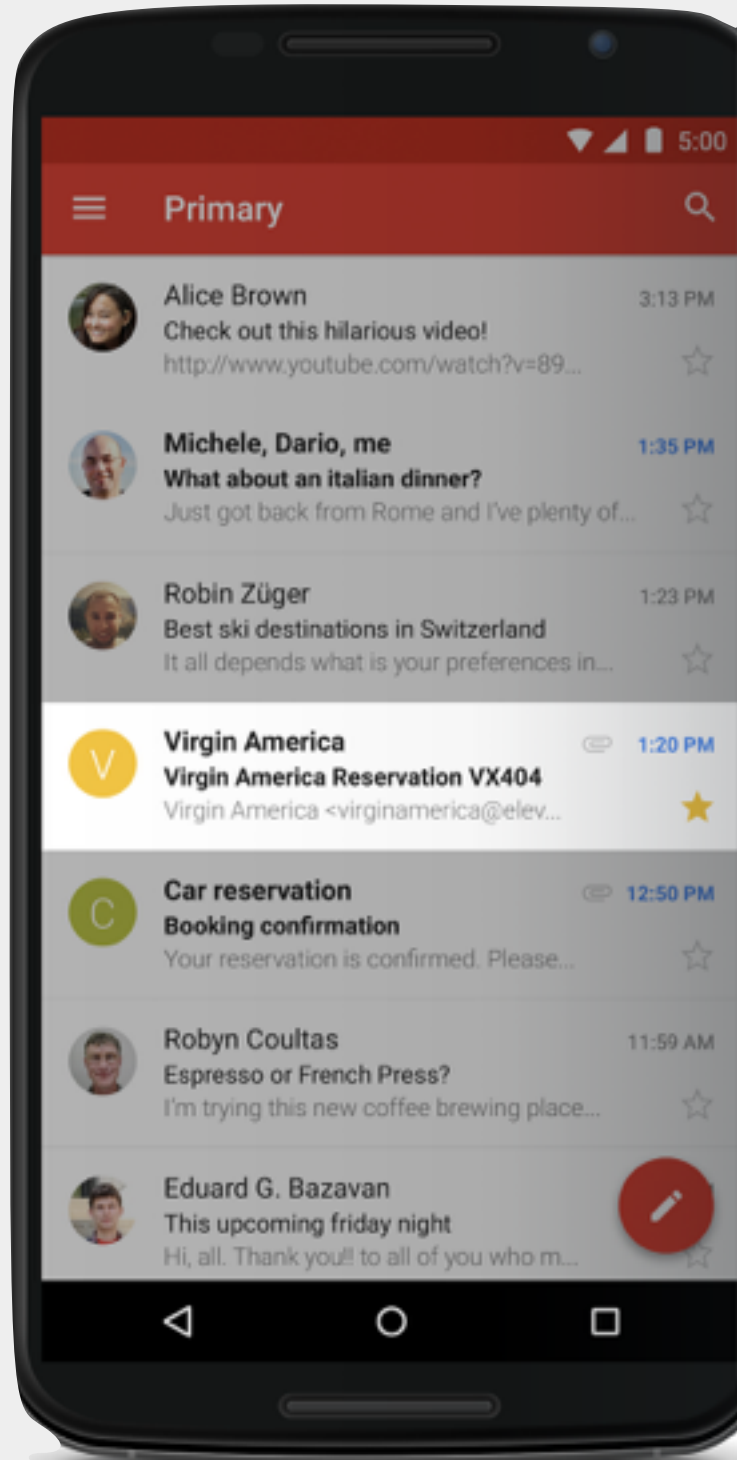 5:00
Primary
Alice Brown 3:13 PM
Check out this hilarious video!
http://www.youtube.com/watch?v=89...
Michele, Dario, me 1:35 PM
What about an italian dinner?
Just got back from Rome and I've plenty of...
Robin Züger 1:23 PM
Best ski destinations in Switzerland
It all depends what is your preferences in...
V
Virgin America 1:20 PM
Virgin America Reservation VX404
Virgin America <virginamerica@elev...
C
Car reservation 12:50 PM
Booking confirmation
Your reservation is confirmed. Please...
Robyn Coultas 11:59 AM
Espresso or French Press?
I'm trying this new coffee brewing place...
Eduard G. Bazavan
This upcoming friday night
Hi, all. Thank you!! to all of you who m...